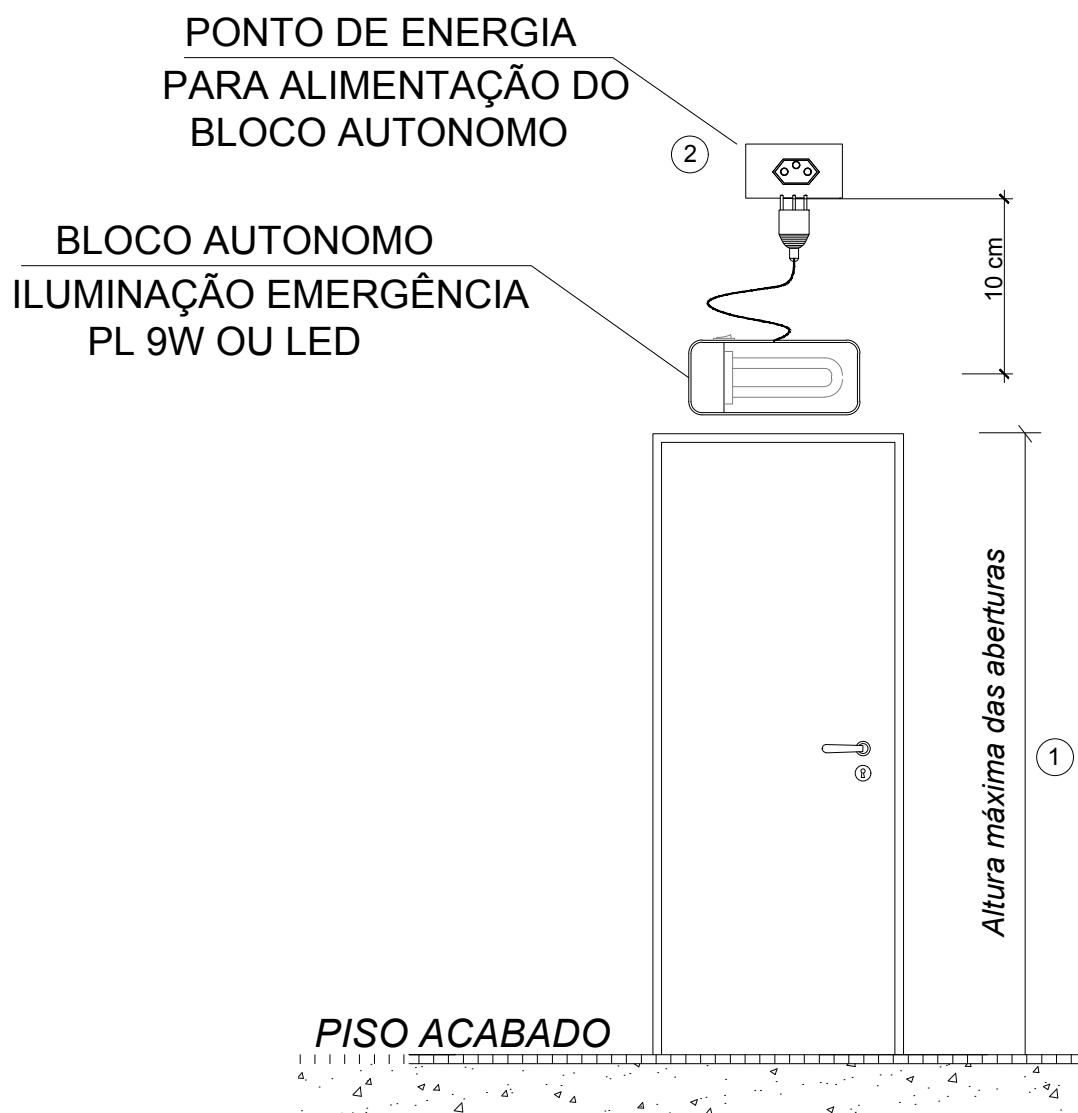 PONTO DE ENERGIA
PARA ALIMENTAÇÃO DO
BLOCO AUTONOMO
2
BLOCO AUTONOMO
ILUMINAÇÃO EMERGÊNCIA
PL 9W OU LED
10 cm
Altura máxima das aberturas
1
PISO ACABADO